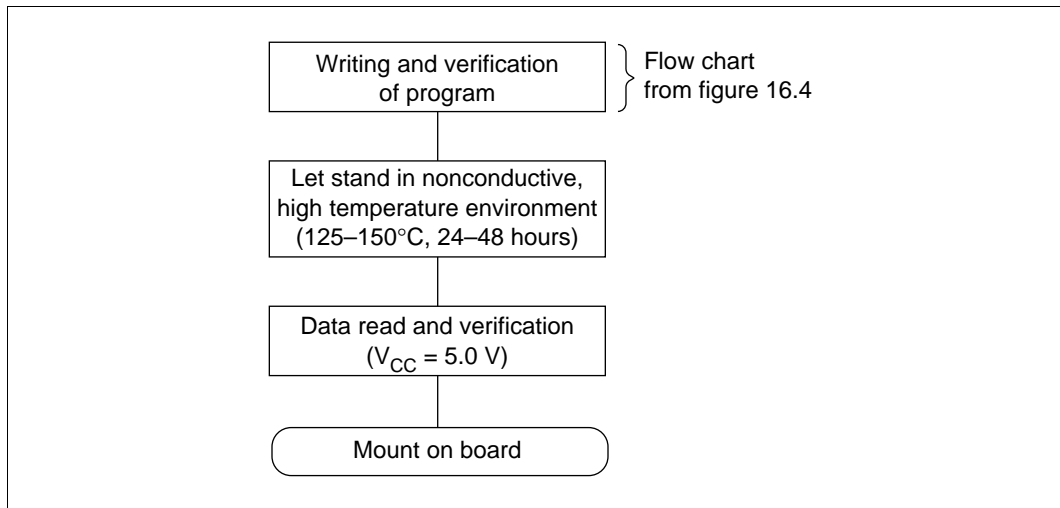 Writing and verification
of program
Flow chart
from figure 16.4
Let stand in nonconductive,
high temperature environment
(125–150°C, 24–48 hours)
Data read and verification
(VCC = 5.0 V)
Mount on board